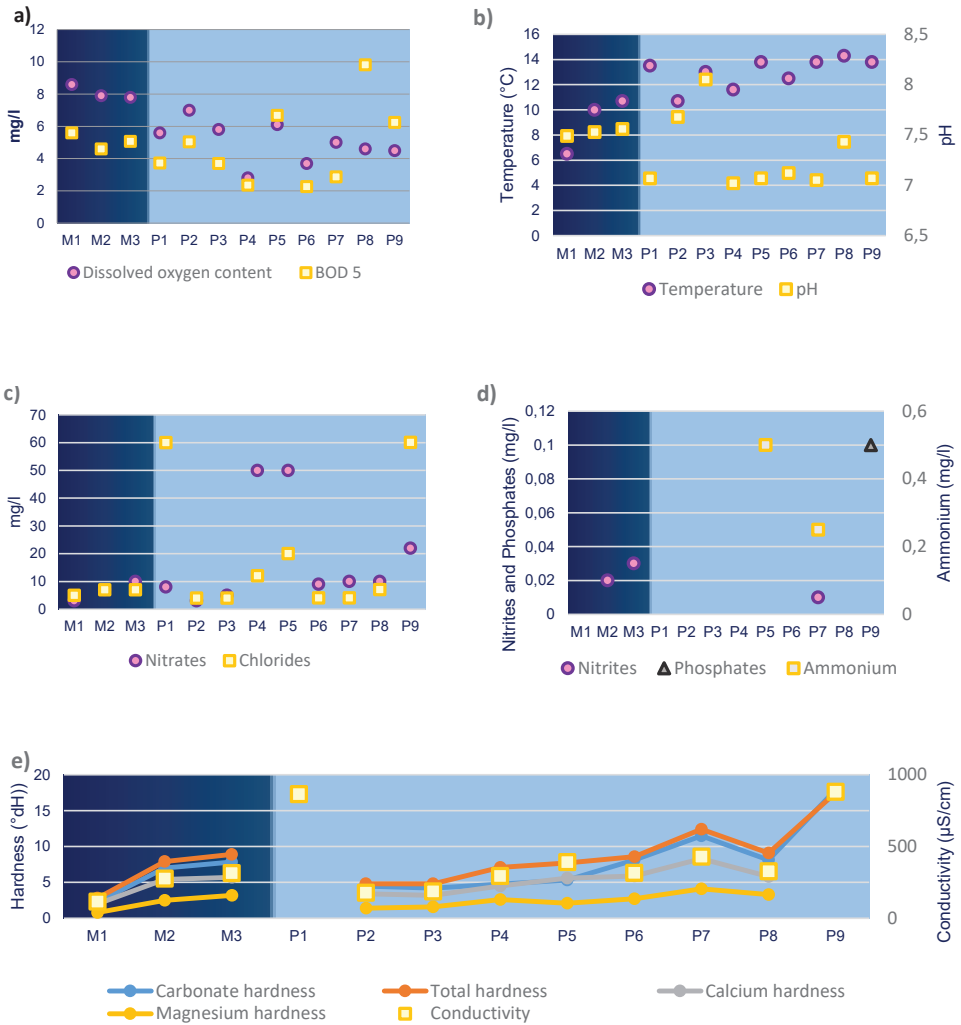 a)
12
10
8
6
4
2
0
mg/l
M1 M2 M3 P1 P2 P3 P4 P5 P6 P7 P8 P9
Dissolved oxygen content BOD 5
b)
16
14
12
10
8
6
4
2
0
Temperature (°C)
8,5
8
7,5
7
6,5
pH
M1 M2 M3 P1 P2 P3 P4 P5 P6 P7 P8 P9
Temperature pH
c)
70
60
50
40
30
20
10
0
mg/l
M1 M2 M3 P1 P2 P3 P4 P5 P6 P7 P8 P9
Nitrates Chlorides
d)
0,12
0,1
0,08
0,06
0,04
0,02
0
Nitrites and Phosphates (mg/l)
0,6
0,4
0,2
0
Ammonium (mg/l)
M1 M2 M3 P1 P2 P3 P4 P5 P6 P7 P8 P9
Nitrites Phosphates Ammonium
e)
20
15
10
5
0
Hardness (°dH))
1000
500
0
Conductivity (µS/cm)
M1 M2 M3 P1 P2 P3 P4 P5 P6 P7 P8 P9
Carbonate hardness Total hardness Calcium hardness
Magnesium hardness Conductivity